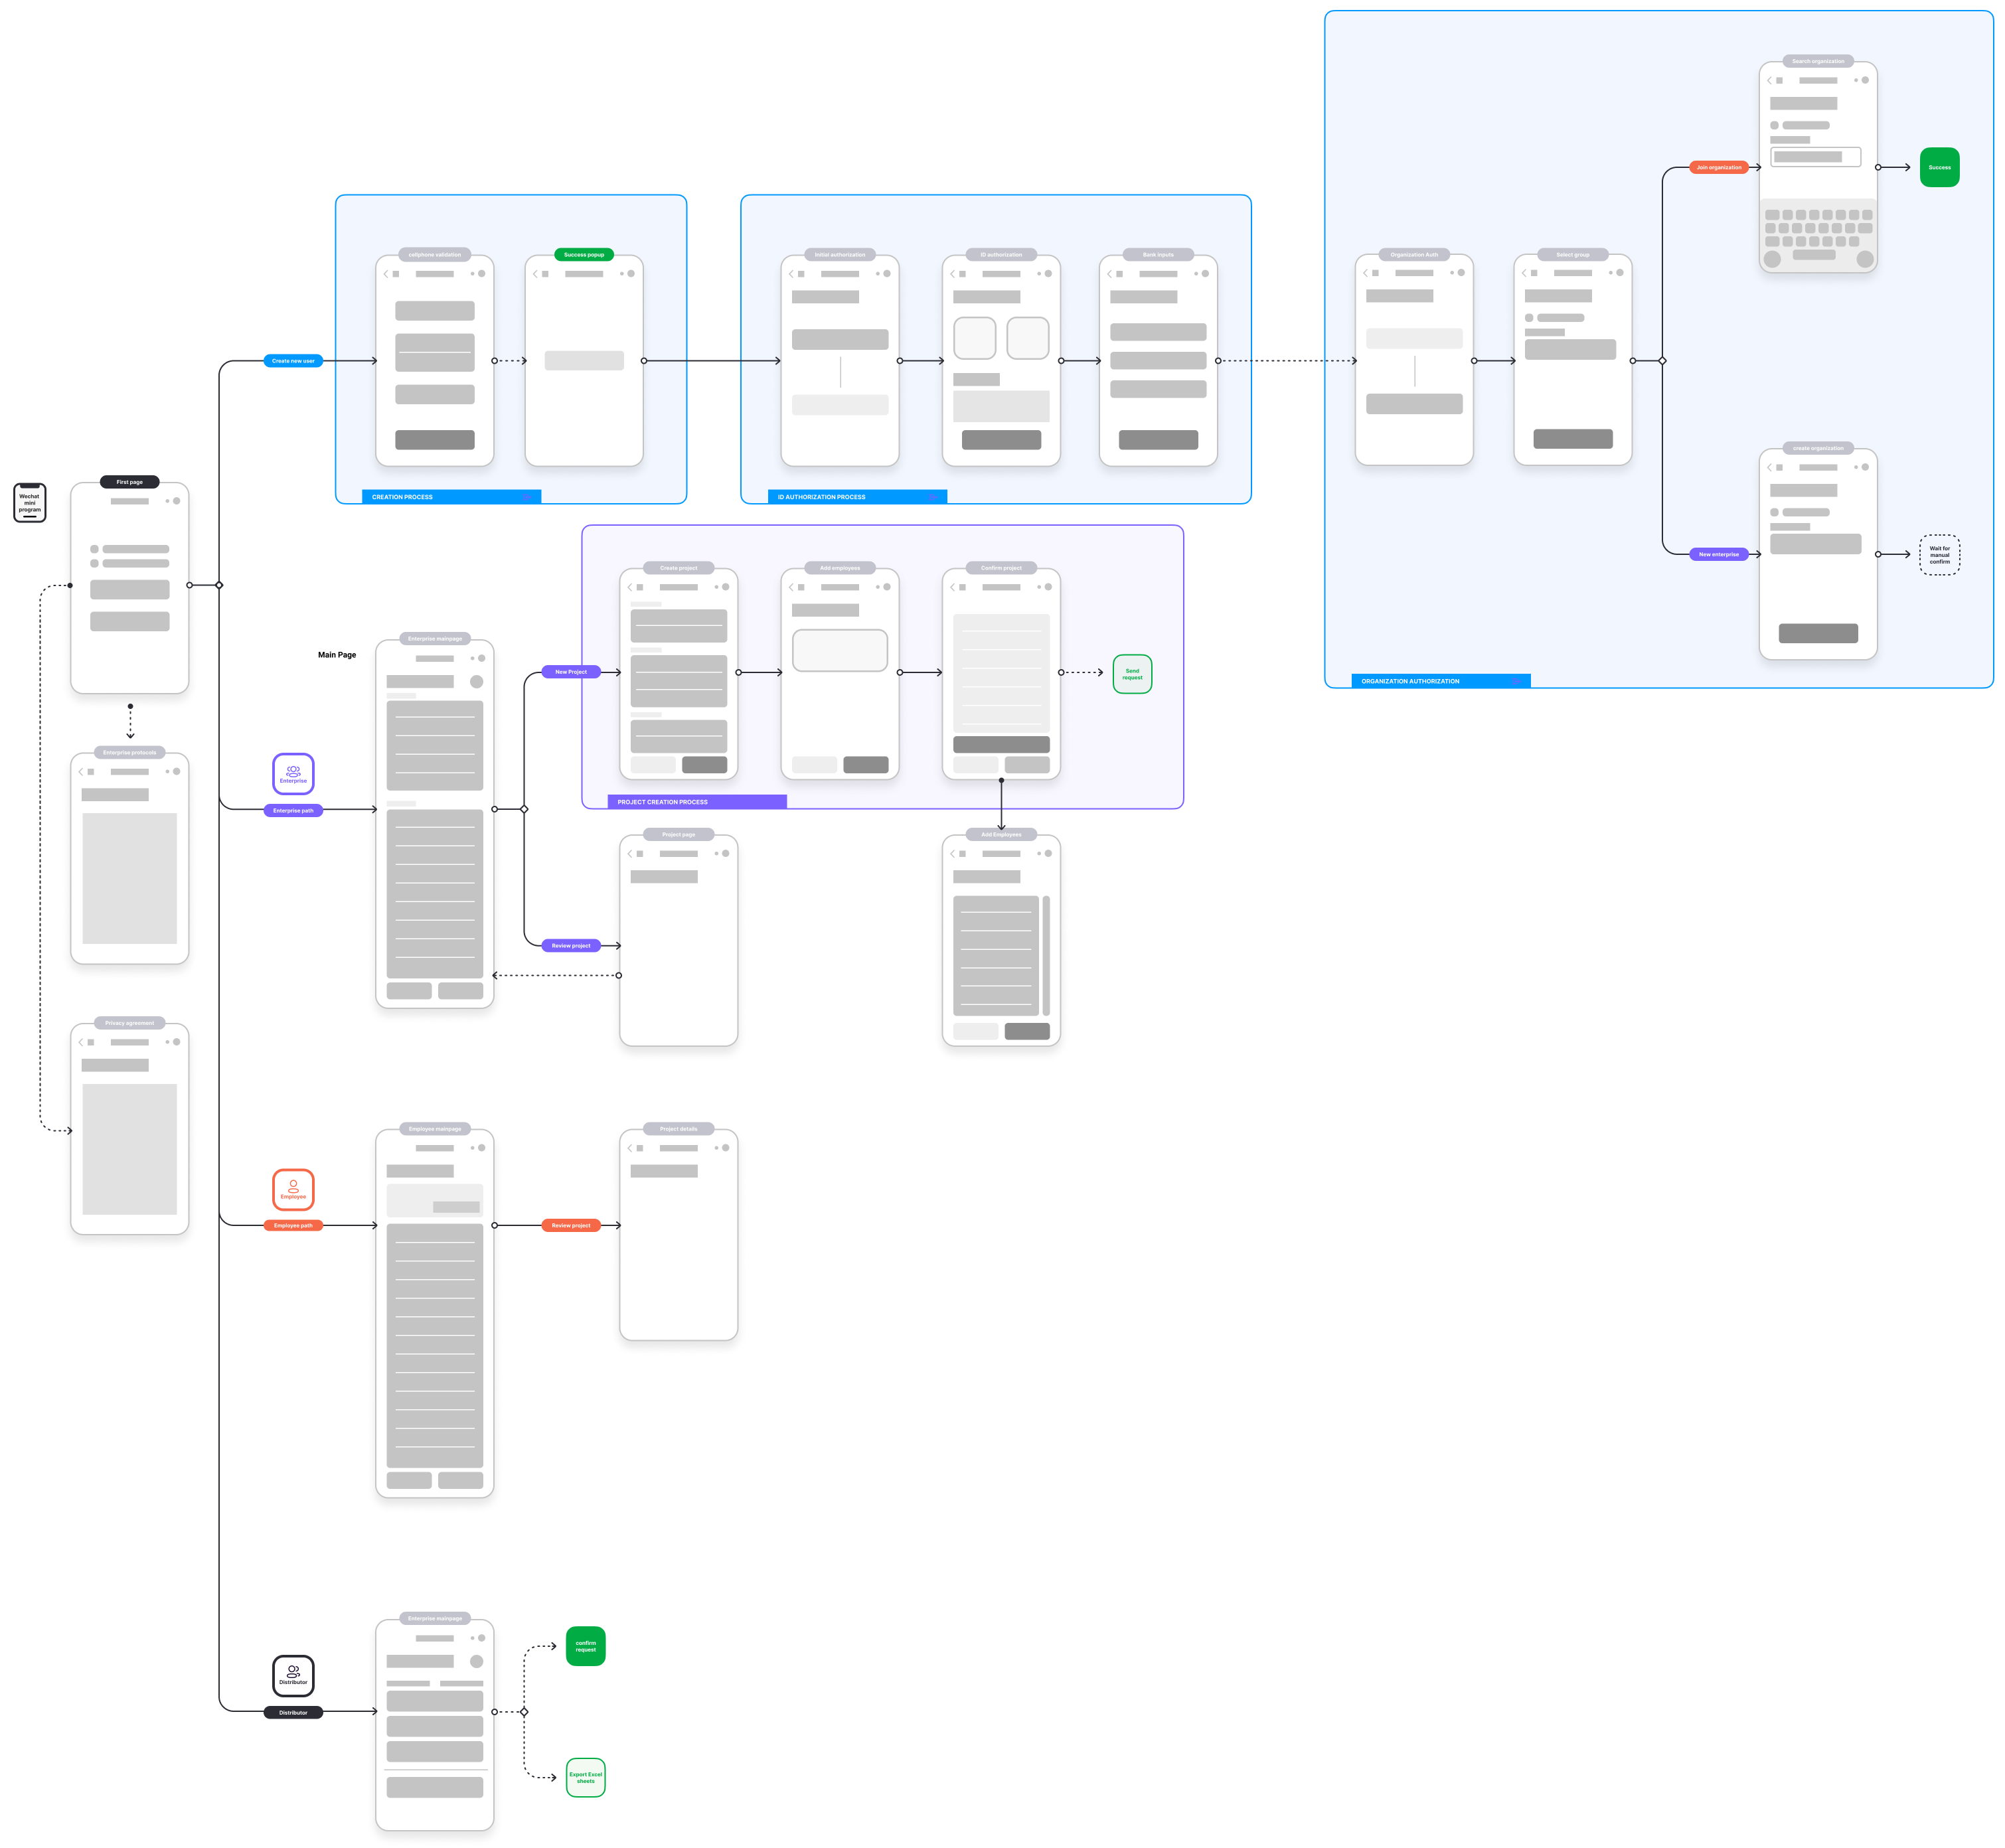 Search organization
Join organization
Success
cellphone validation
Success popup
Initial authorization
ID authorization
Bank inputs
Organization Auth
Select group
Create new user
create organization
New enterprise
Wait for
manual
confirm
CREATION PROCESS
ID AUTHORIZATION PROCESS
ORGANIZATION AUTHORIZATION
Wechat
mini
program
First page
Create project
Add employees
Confirm project
Main Page
Enterprise mainpage
New Project
Send
request
Enterprise protocols
Enterprise
Enterprise path
PROJECT CREATION PROCESS
Project page
Add Employees
Review project
Privacy agreement
Employee mainpage
Project details
Employee
Employee path
Review project
Enterprise mainpage
confirm
request
Distributor
Distributor
Export Excel
sheets